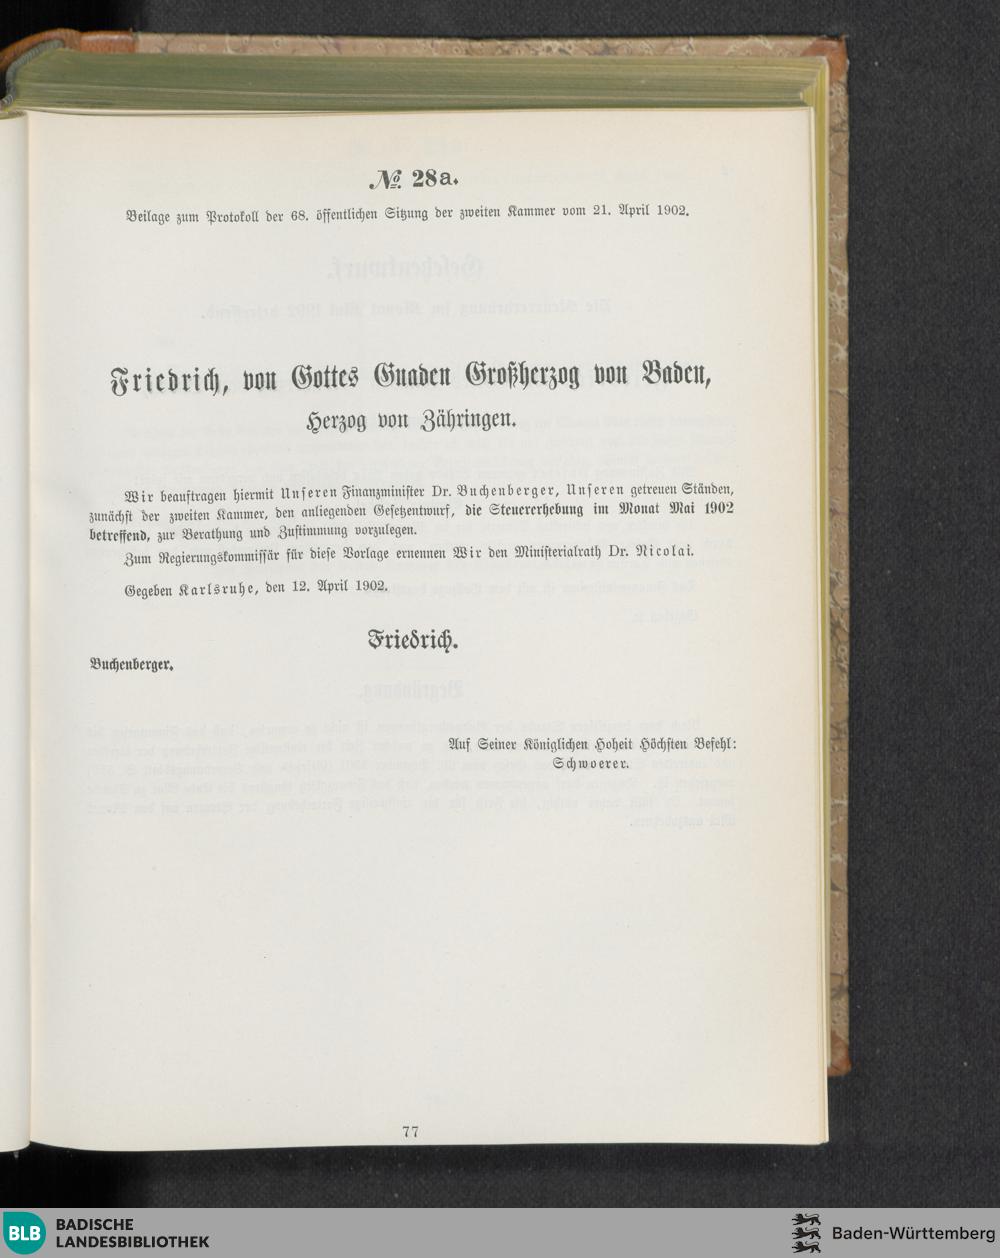 No. 28a.
Beilage zum Protokoll der 68. öffentlichen Sitzung der zweiten Kammer vom 21. April 1902.
Friedrich, von Gottes Gnaden Großherzog von Baden,
Herzog von Zähringen.
Wir beauftragen hiermit Unseren Finanzminister Dr. Buchenberger, Unseren getreuen Ständen,
zunächst der zweiten Kammer, den anliegenden Gesetzentwurf, die Steuererhebung im Monat Mai 1902
betreffend, zur Berathung und Zustimmung vorzulegen.
Zum Regierungskommissär für diese Vorlage ernennen Wir den Ministerialrath Dr. Nicolai.
Gegeben Karlsruhe, den 12. April 1902.
Friedrich.
Buchenberger.
Auf Seiner Königlichen Hoheit Höchsten Befehl:
Schwoerer.
77
BLB BADISCHE
LANDESBIBLIOTHEK
Baden-Württemberg